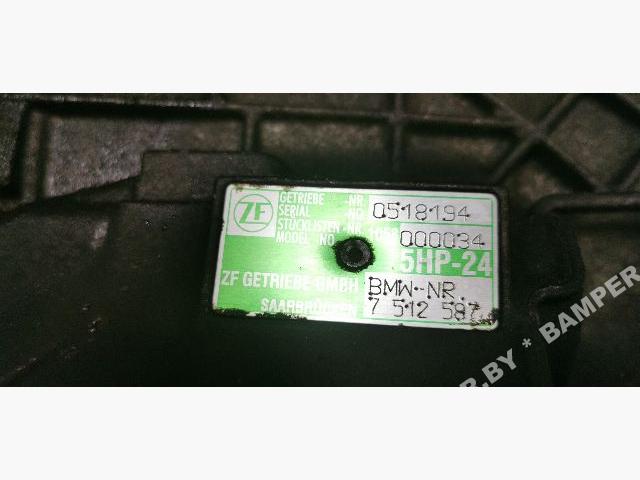 ZF
GETRIEBE -NR. 0518194
SERIAL NO.
STÜCKLISTEN-NR. 000034
MODEL NO.
5HP-24
ZF GETRIEBE GMBH BMW-NR.
SAARBRÜCKEN 7 512 587
.BY * BAMPER